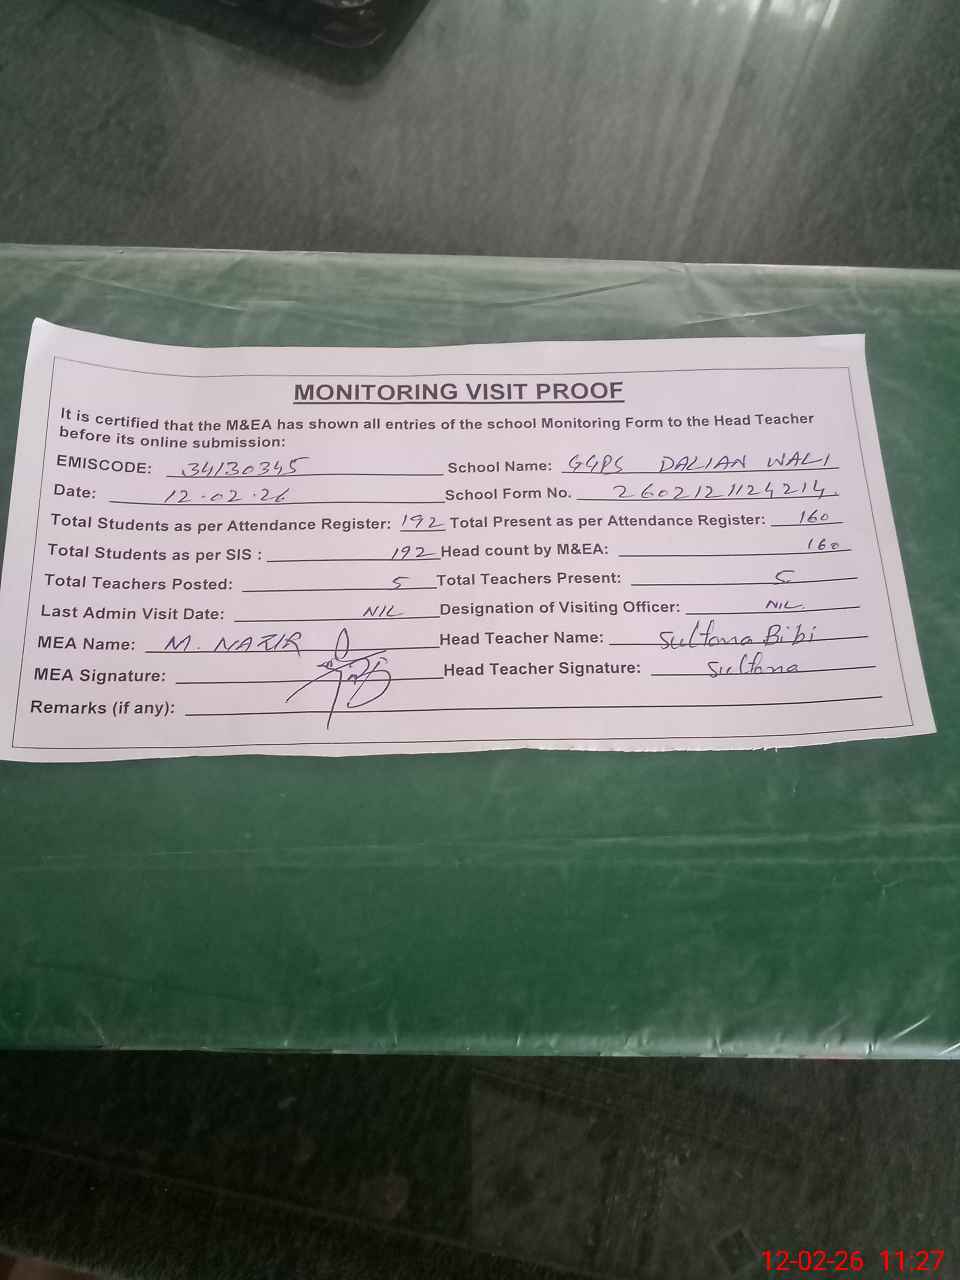 MONITORING VISIT PROOF
It is certified that the M&EA has shown all entries of the school Monitoring Form to the Head Teacher
before its online submission:
EMISCODE: 34130345 School Name: GGPS DALIAN WALI
Date: 12-02-26 School Form No. 2602121124214
Total Students as per Attendance Register: 192 Total Present as per Attendance Register: 160
Total Students as per SIS : 192 Head count by M&EA: 160
Total Teachers Posted: 5 Total Teachers Present: 5
Last Admin Visit Date: NIL Designation of Visiting Officer: NIL.
MEA Name: M. NAZIR Head Teacher Name: Sultana Bibi
MEA Signature: Head Teacher Signature: Sultana
Remarks (if any):
12-02-26 11:27